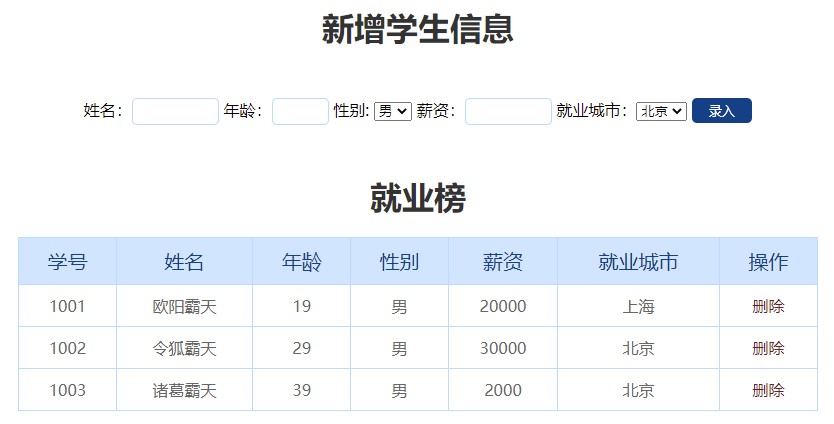 新增学生信息
姓名: 年龄: 性别: 男 薪资: 就业城市: 北京 录入
就业榜
学号 姓名 年龄 性别 薪资 就业城市 操作
1001 欧阳霸天 19 男 20000 上海 删除
1002 令狐霸天 29 男 30000 北京 删除
1003 诸葛霸天 39 男 2000 北京 删除